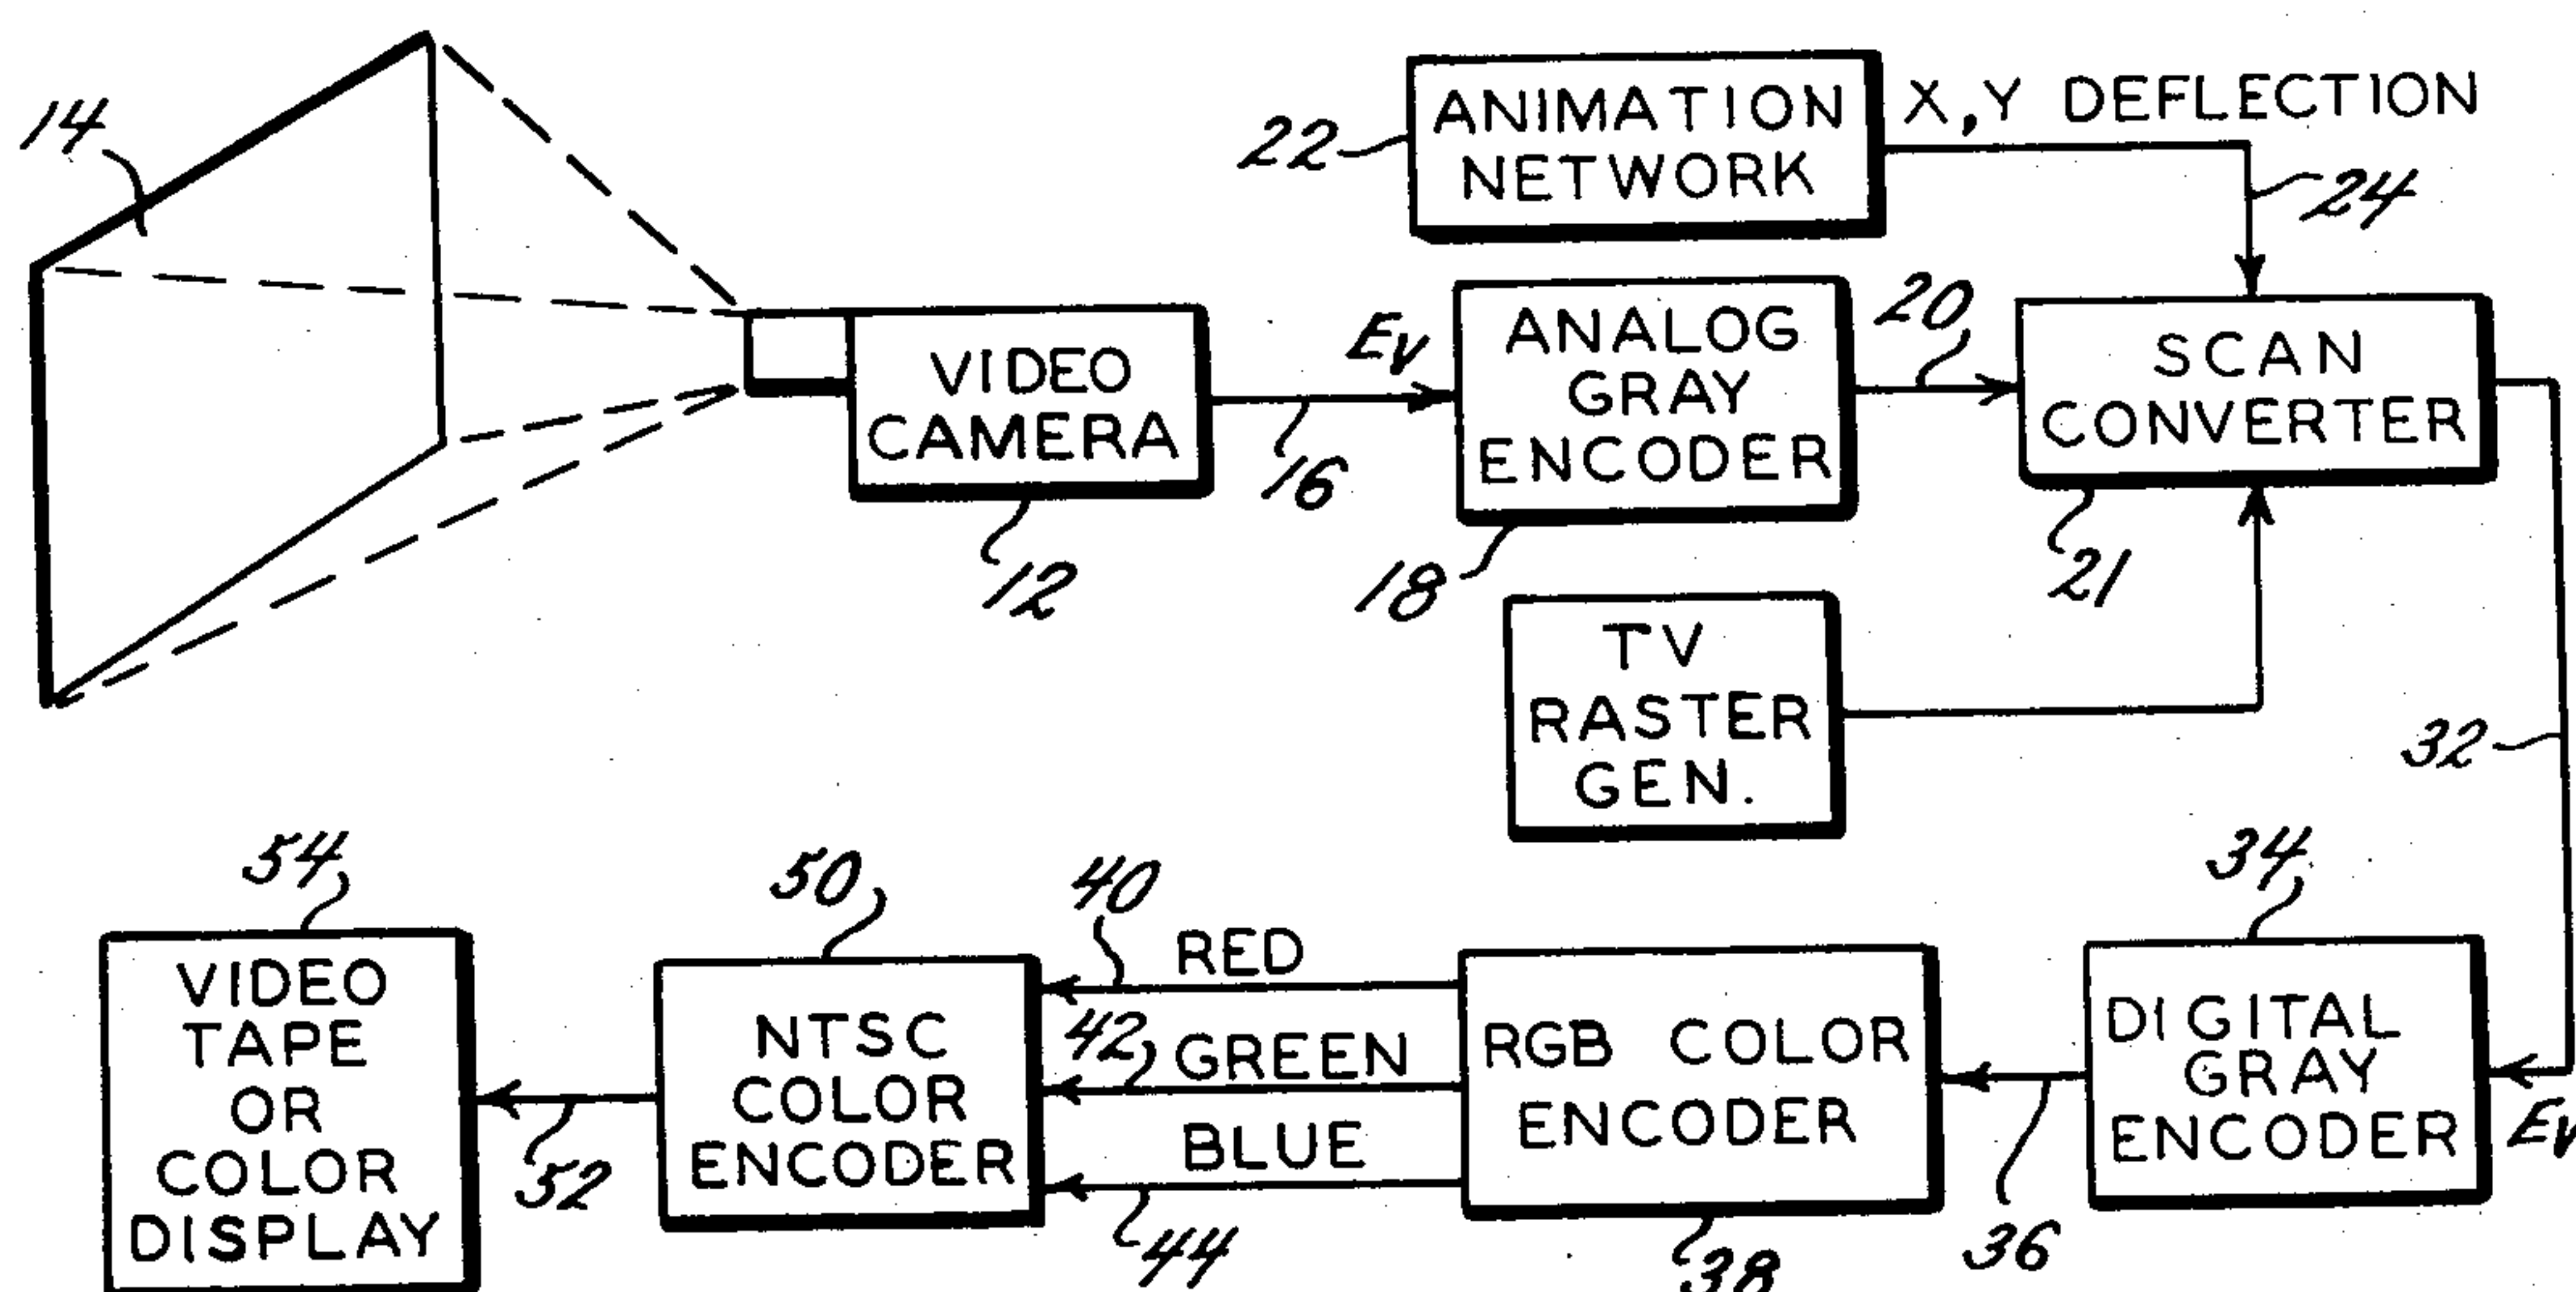 14
22
ANIMATION
NETWORK
X,Y DEFLECTION
24
VIDEO
CAMERA
12
Ev
16
ANALOG
GRAY
ENCODER
18
20
SCAN
CONVERTER
21
TV
RASTER
GEN.
32
34
DIGITAL
GRAY
ENCODER
Ev
36
RGB COLOR
ENCODER
38
40
RED
42
GREEN
BLUE
44
50
NTSC
COLOR
ENCODER
52
54
VIDEO
TAPE
OR
COLOR
DISPLAY